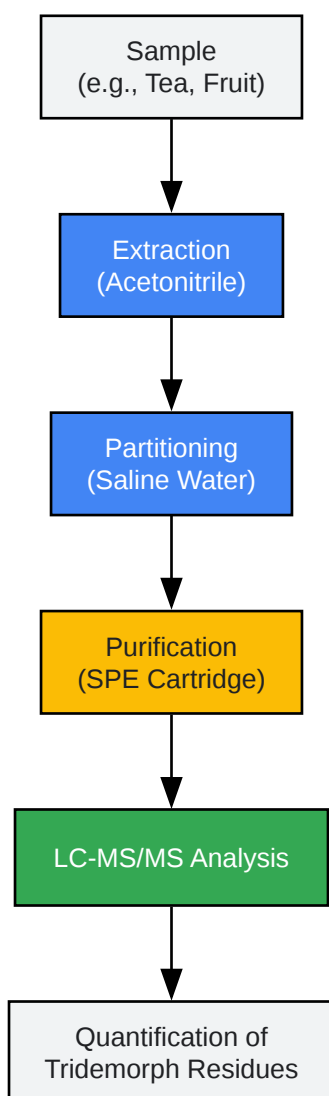 Sample
(e.g., Tea, Fruit)
Extraction
(Acetonitrile)
Partitioning
(Saline Water)
Purification
(SPE Cartridge)
LC-MS/MS Analysis
Quantification of
Tridemorph Residues